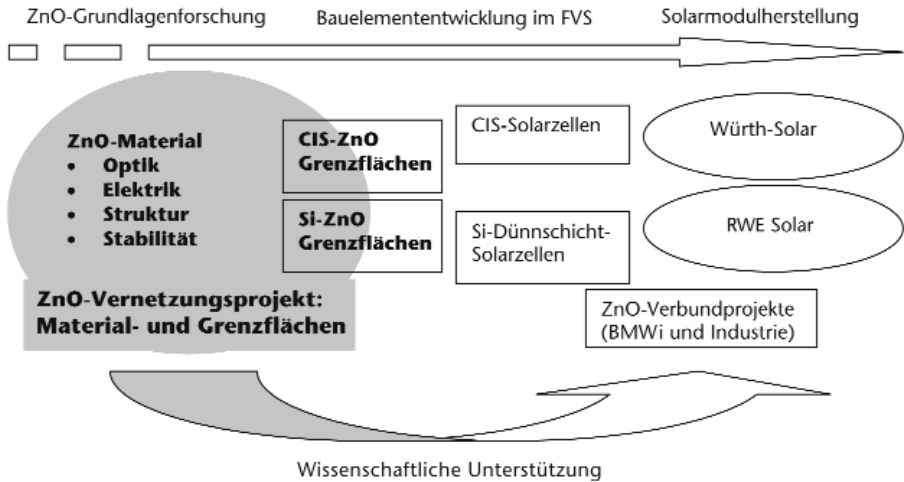 ZnO-Grundlagenforschung
Bauelemententwicklung im FVS
Solarmodulherstellung
ZnO-Material
• Optik
• Elektrik
• Struktur
• Stabilität
CIS-ZnO
Grenzflächen
Si-ZnO
Grenzflächen
CIS-Solarzellen
Si-Dünnschicht-
Solarzellen
Würth-Solar
RWE Solar
ZnO-Vernetzungsprojekt:
Material- und Grenzflächen
ZnO-Verbundprojekte
(BMWi und Industrie)
Wissenschaftliche Unterstützung